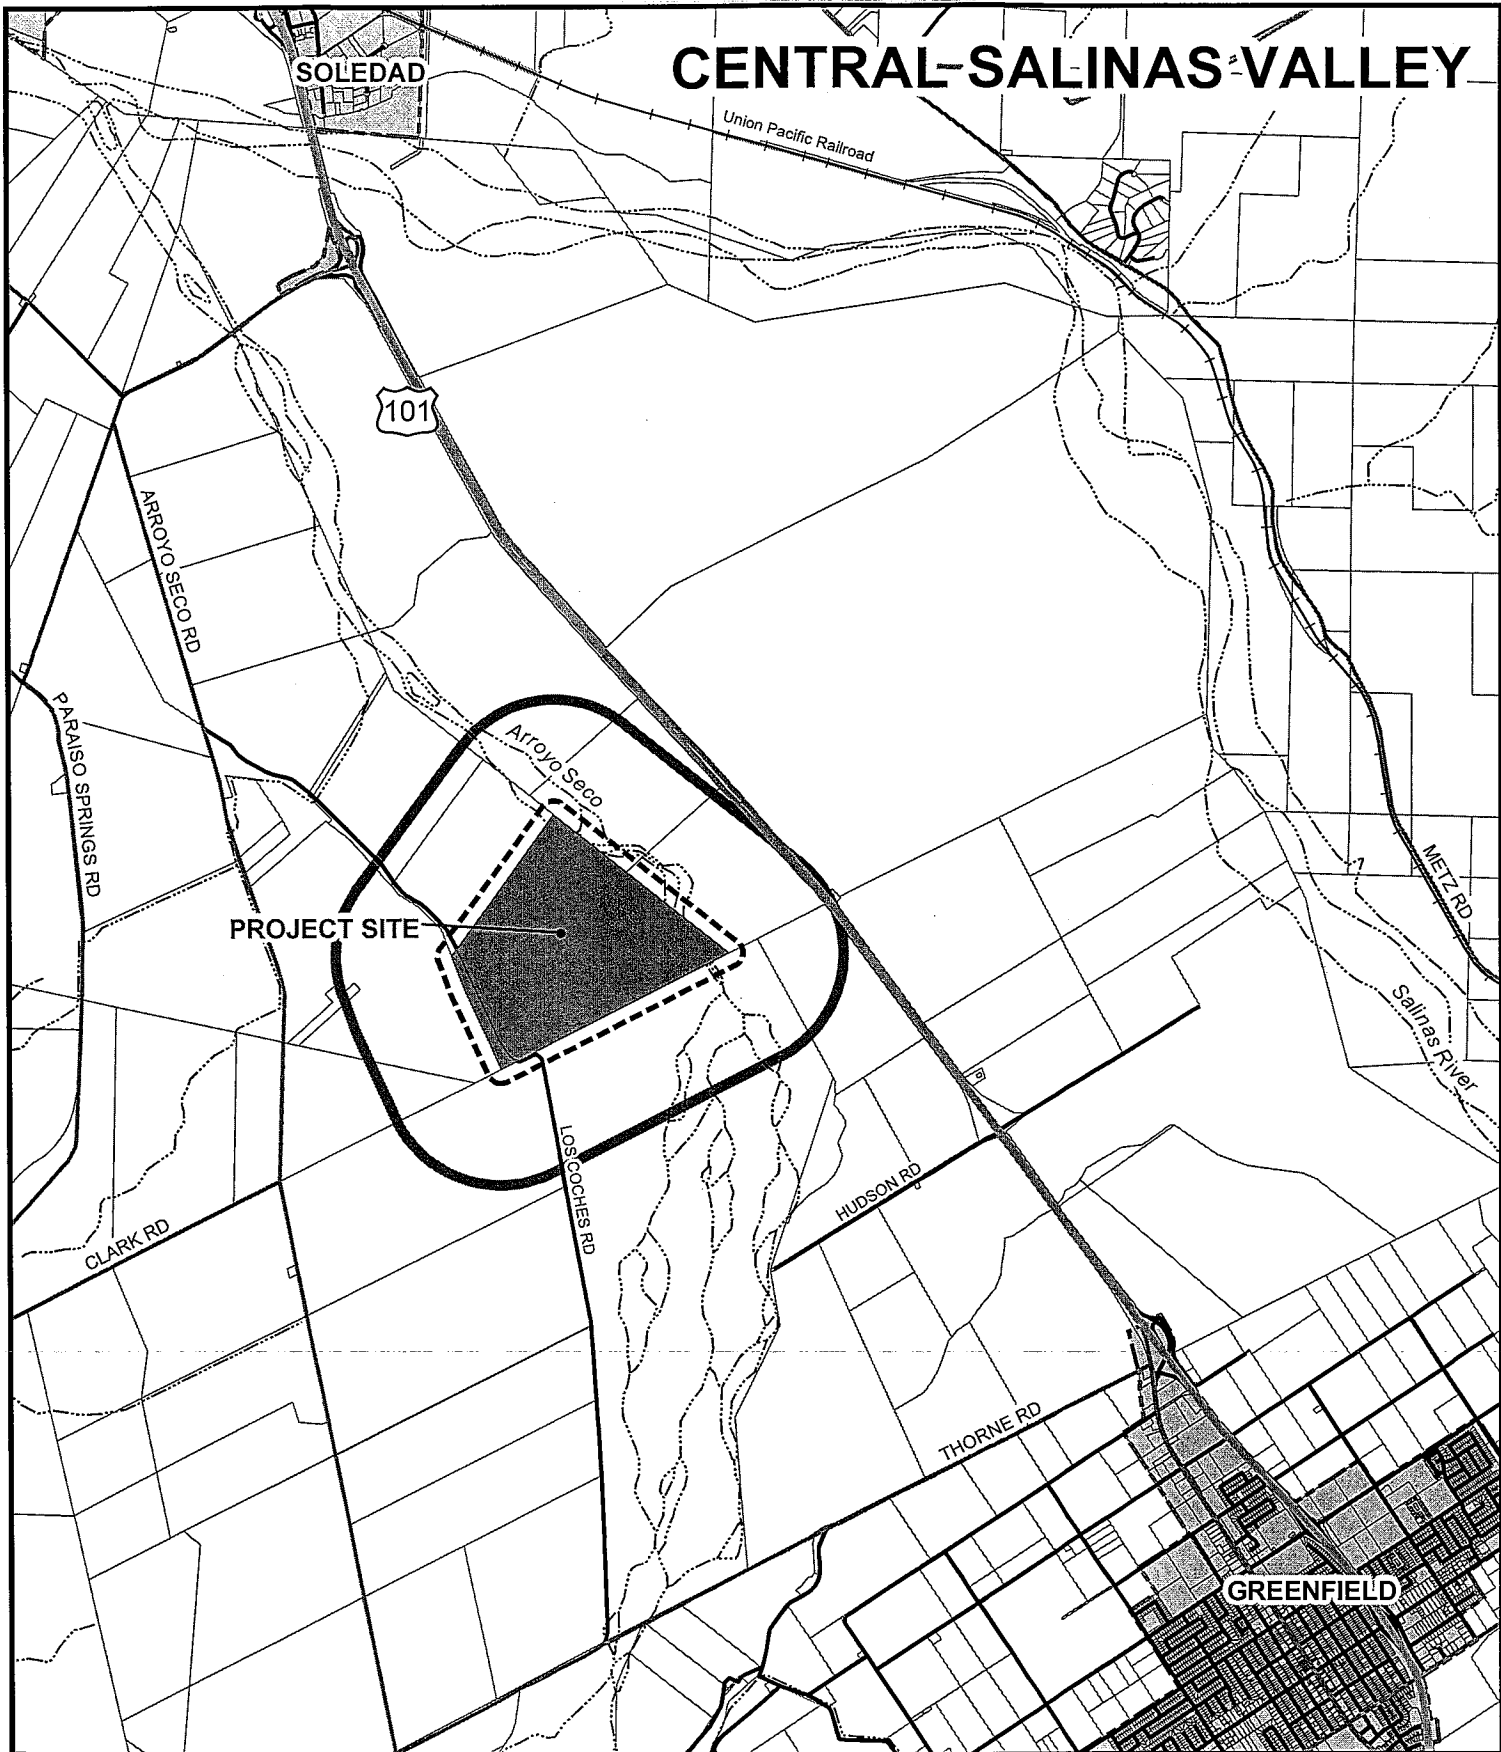 CENTRAL SALINAS VALLEY
SOLEDAD
Union Pacific Railroad
101
ARROYO SECO RD
PARAISO SPRINGS RD
Arroyo Seco
METZ RD
PROJECT SITE
Salinas River
LOS COCHES RD
HUDSON RD
CLARK RD
THORNE RD
GREENFIELD